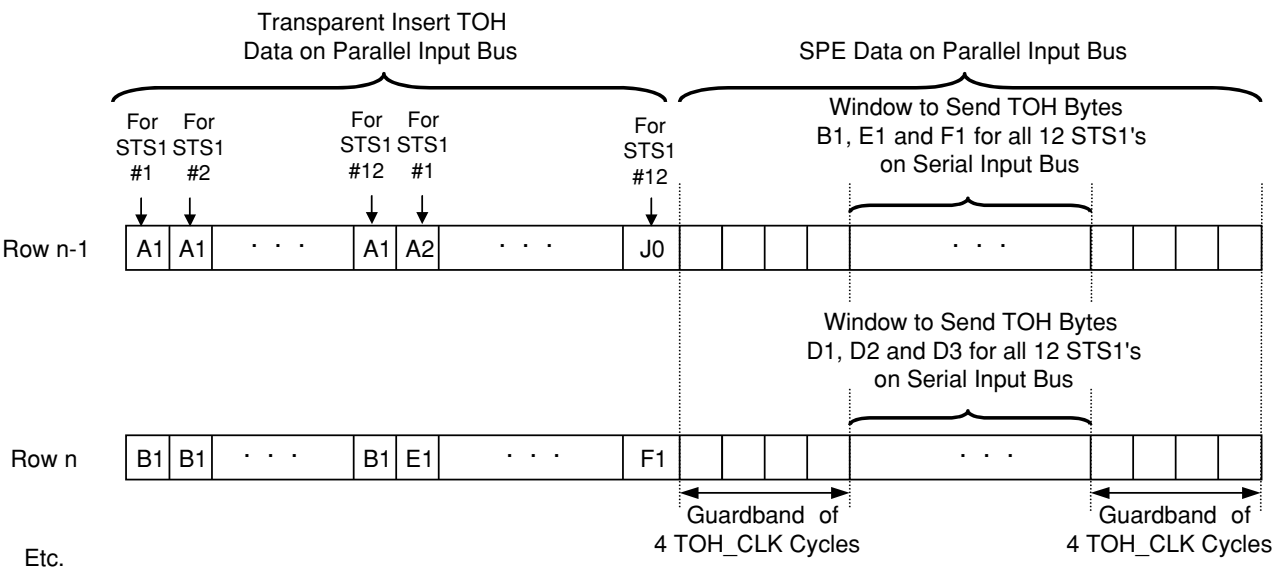 Transparent Insert TOH
Data on Parallel Input Bus
SPE Data on Parallel Input Bus
For
STS1
#1
For
STS1
#2
For
STS1
#12
For
STS1
#1
For
STS1
#12
Window to Send TOH Bytes
B1, E1 and F1 for all 12 STS1's
on Serial Input Bus
Row n-1
A1 A1 . . . A1 A2 . . . J0 . . .
Window to Send TOH Bytes
D1, D2 and D3 for all 12 STS1's
on Serial Input Bus
Row n
B1 B1 . . . B1 E1 . . . F1 . . .
Guardband of
4 TOH_CLK Cycles
Guardband of
4 TOH_CLK Cycles
Etc.